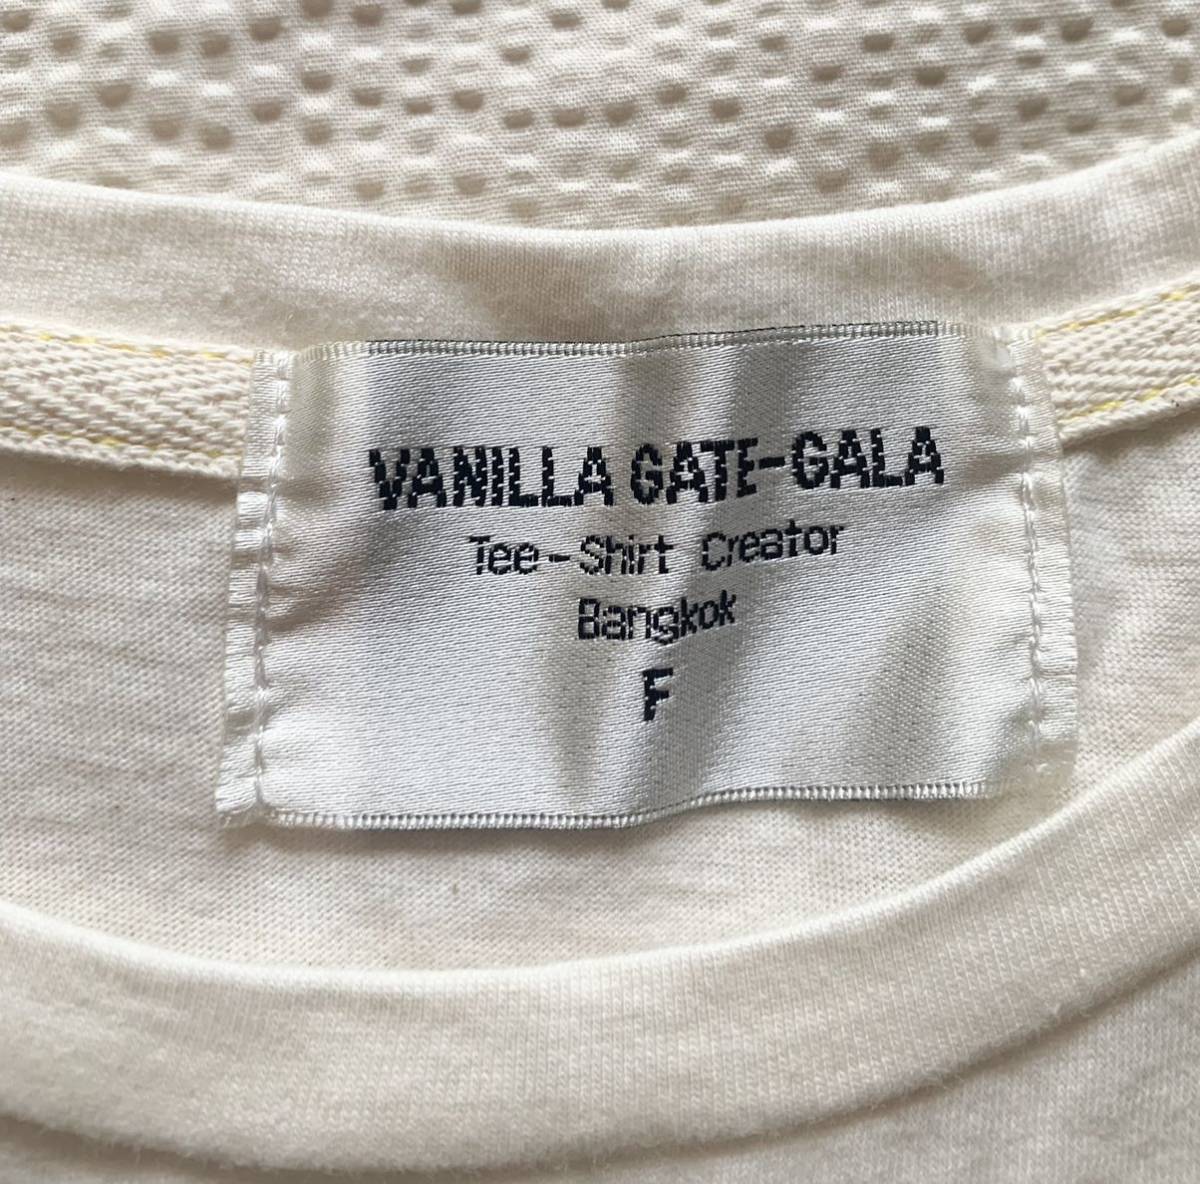 VANILLA GATE-GALA
Tee-Shirt Creator
Bangkok
F